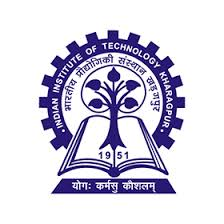 INDIAN INSTITUTE OF TECHNOLOGY KHARAGPUR
भारतीय प्रौद्योगिकी संस्थान खड़गपुर
1951
योगः कर्मसु कौशलम्